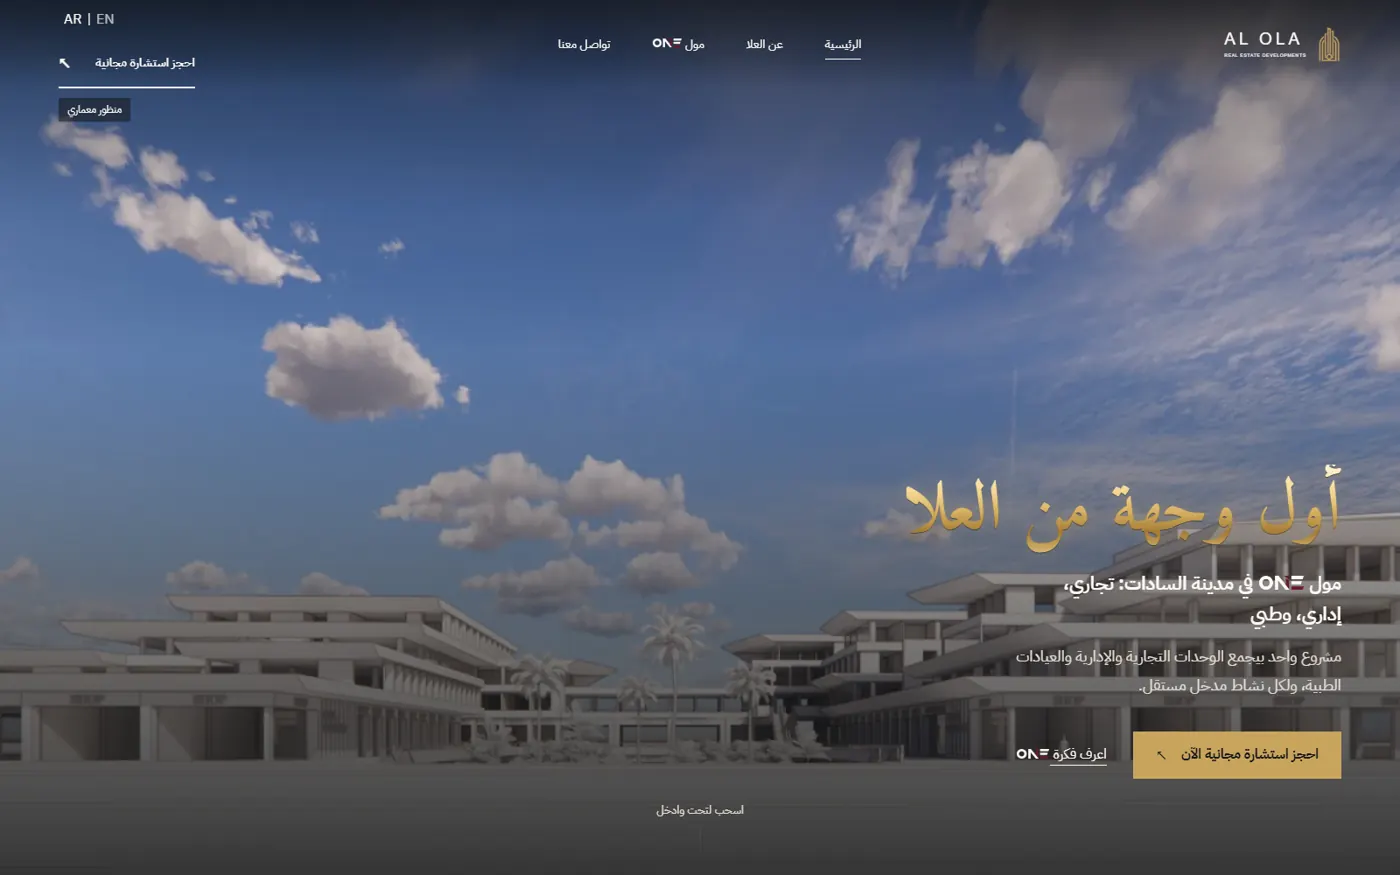 AL OLA
REAL ESTATE DEVELOPMENTS
الرئيسية
عن العلا
مول ONE
تواصل معنا
AR | EN
احجز استشارة مجانية
منظور معماري
أول وجهة من العلا
مول ONE في مدينة السادات: تجاري،
إداري، وطبي
مشروع واحد بيجمع الوحدات التجارية والإدارية والعيادات
الطبية، ولكل نشاط مدخل مستقل.
احجز استشارة مجانية الآن
اعرف فكرة ONE
اسحب لتحت وادخل